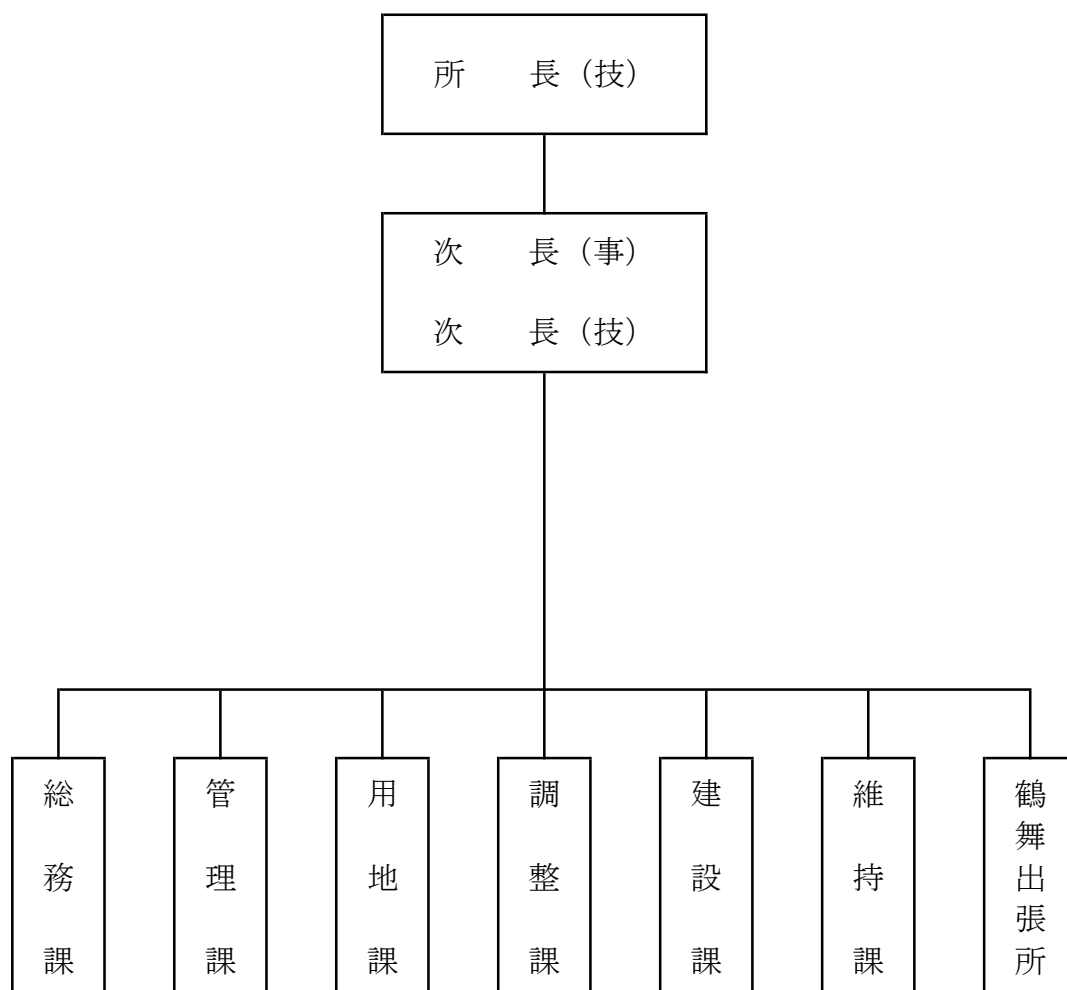 所　　長（技）
次　　長（事）
次　　長（技）
総務課
管理課
用地課
調整課
建設課
維持課
鶴舞出張所